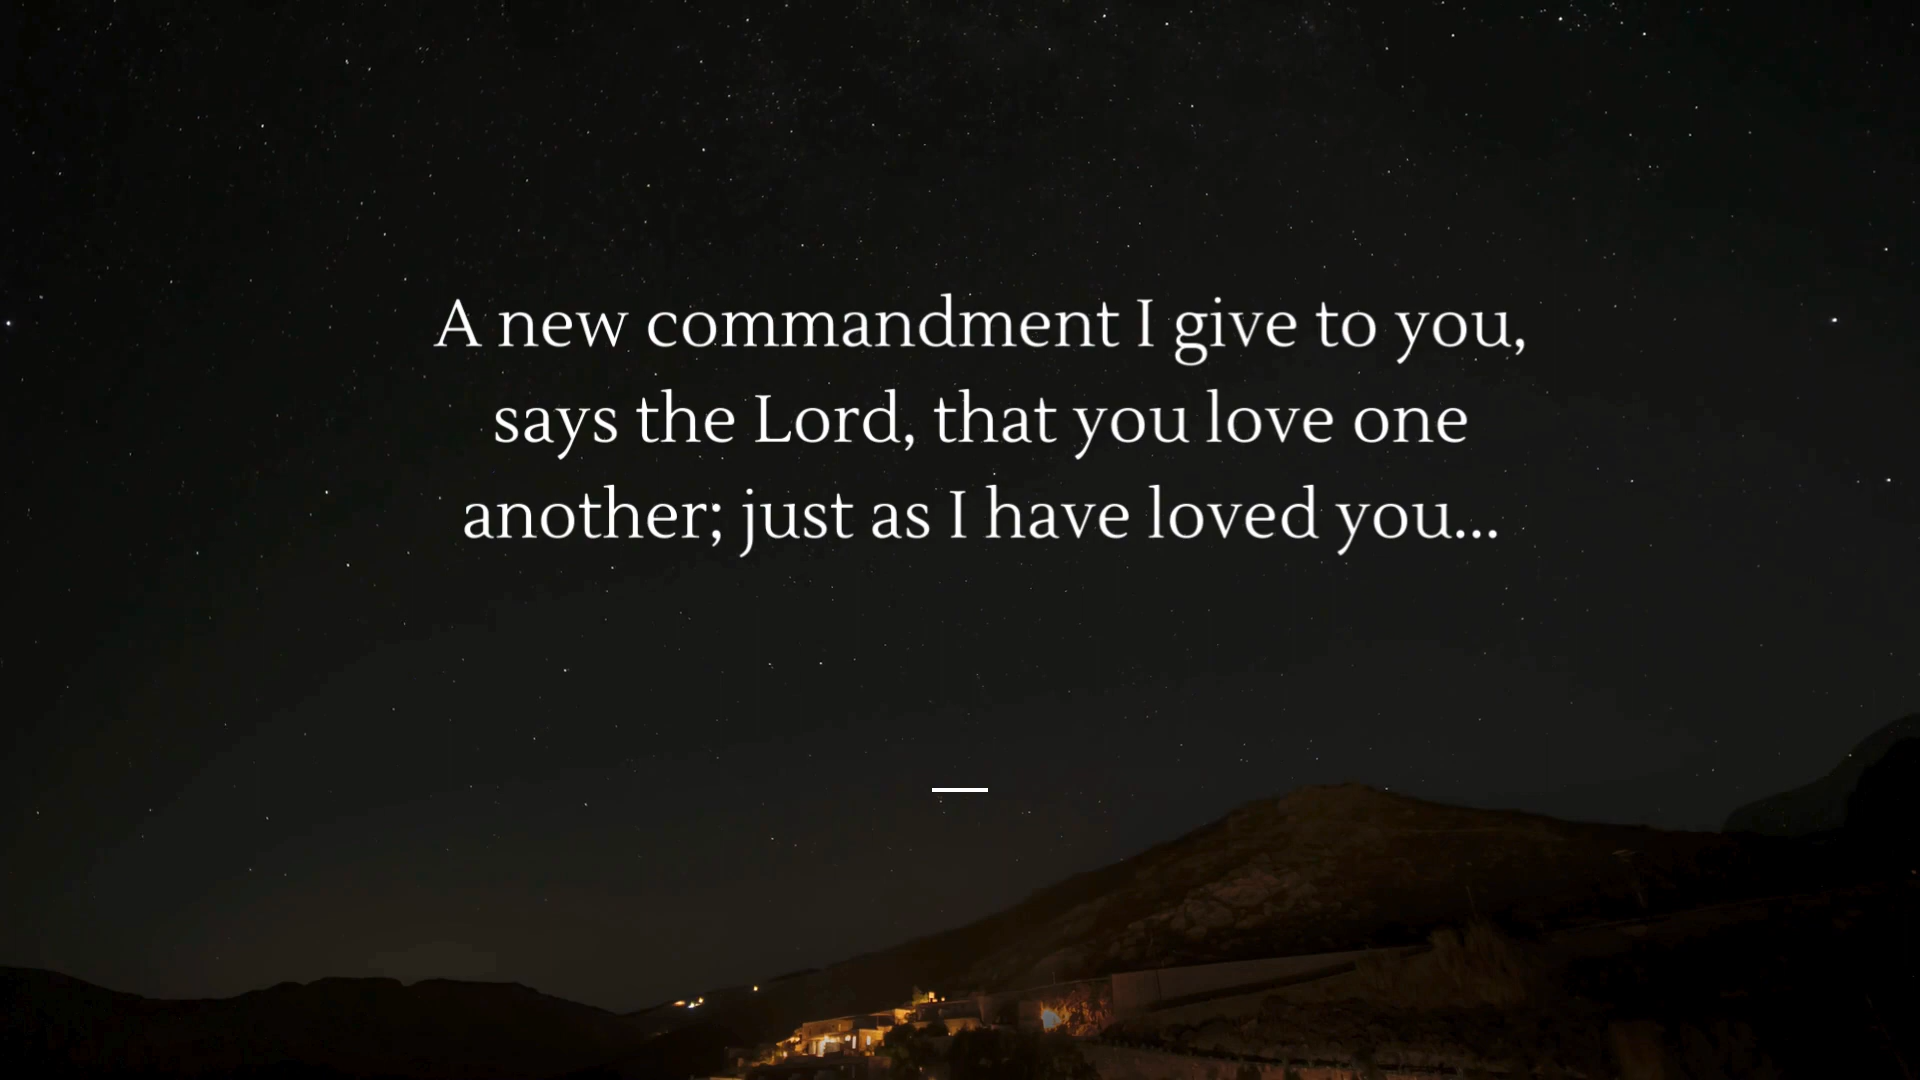 A new commandment I give to you,
says the Lord, that you love one
another; just as I have loved you...